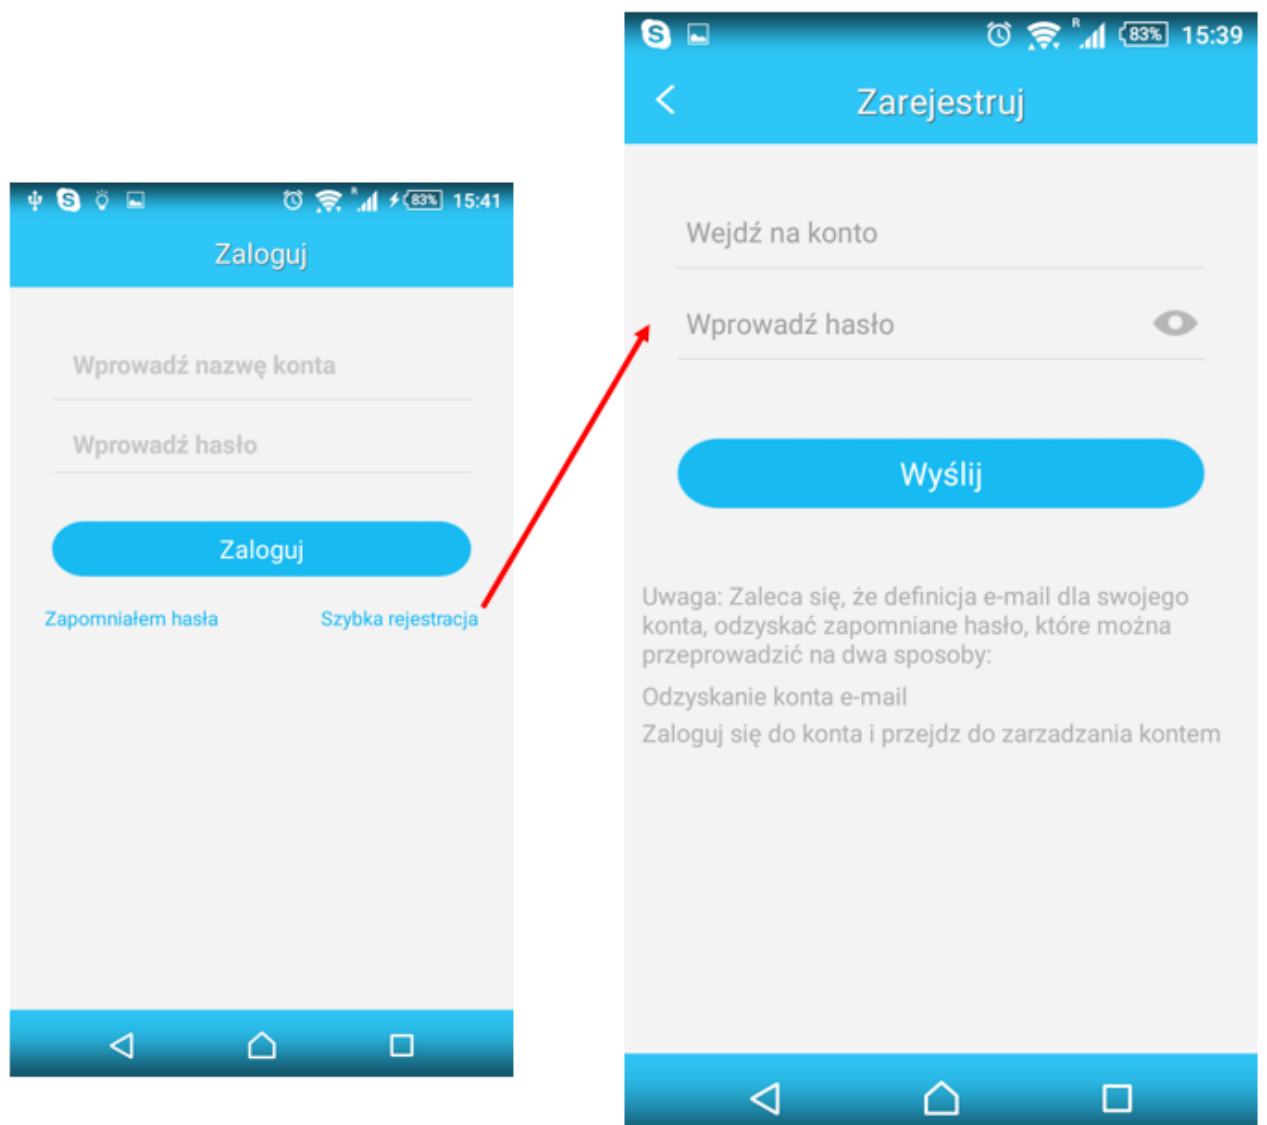 83% 15:41
Zaloguj
Wprowadź nazwę konta
Wprowadź hasło
Zaloguj
Zapomniałem hasła Szybka rejestracja
R 83% 15:39
Zarejestruj
Wejdź na konto
Wprowadź hasło
Wyślij
Uwaga: Zaleca się, że definicja e-mail dla swojego
konta, odzyskać zapomniane hasło, które można
przeprowadzić na dwa sposoby:
Odzyskanie konta e-mail
Zaloguj się do konta i przejdz do zarzadzania kontem